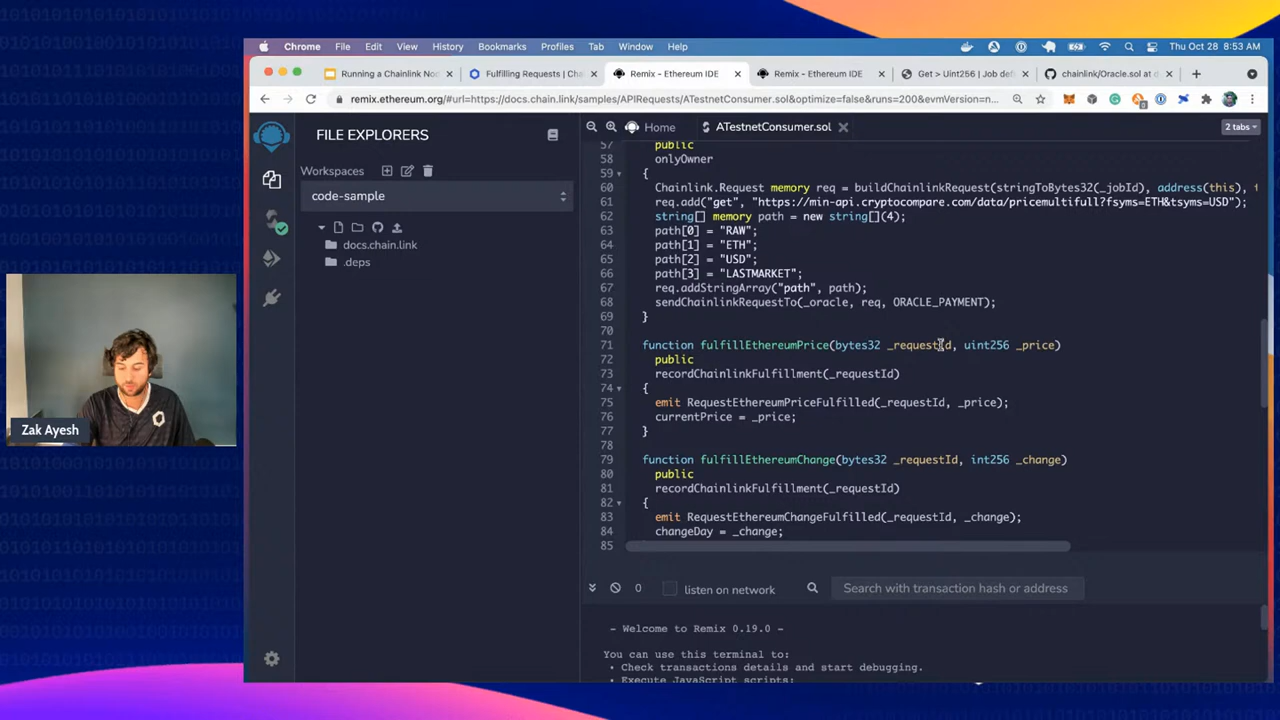 Chrome File Edit View History Bookmarks Profiles Tab Window Help Thu Oct 28 8:53 AM
Running a Chainlink Noc
Fulfilling Requests | Cha
Remix - Ethereum IDE
Remix - Ethereum IDE
Get > Uint256 | Job def
chainlink/Oracle.sol at d
remix.ethereum.org/#url=https://docs.chain.link/samples/APIRequests/ATestnetConsumer.sol&optimize=false&runs=200&evmVersion=n...
FILE EXPLORERS
Workspaces
code-sample
docs.chain.link
.deps
Home
ATestnetConsumer.sol
2 tabs
57 public
58 onlyOwner
59 {
60 Chainlink.Request memory req = buildChainlinkRequest(stringToBytes32(_jobId), address(this),
61 req.add("get", "https://min-api.cryptocompare.com/data/pricemultifull?fsyms=ETH&tsyms=USD");
62 string[] memory path = new string[](4);
63 path[0] = "RAW";
64 path[1] = "ETH";
65 path[2] = "USD";
66 path[3] = "LASTMARKET";
67 req.addStringArray("path", path);
68 sendChainlinkRequestTo(_oracle, req, ORACLE_PAYMENT);
69 }
70
71 function fulfillEthereumPrice(bytes32 _requestId, uint256 _price)
72 public
73 recordChainlinkFulfillment(_requestId)
74 {
75 emit RequestEthereumPriceFulfilled(_requestId, _price);
76 currentPrice = _price;
77 }
78
79 function fulfillEthereumChange(bytes32 _requestId, int256 _change)
80 public
81 recordChainlinkFulfillment(_requestId)
82 {
83 emit RequestEthereumChangeFulfilled(_requestId, _change);
84 changeDay = _change;
85
0
listen on network
Search with transaction hash or address
- Welcome to Remix 0.19.0 -
You can use this terminal to:
• Check transactions details and start debugging.
• Execute JavaScript scripts:
Zak Ayesh